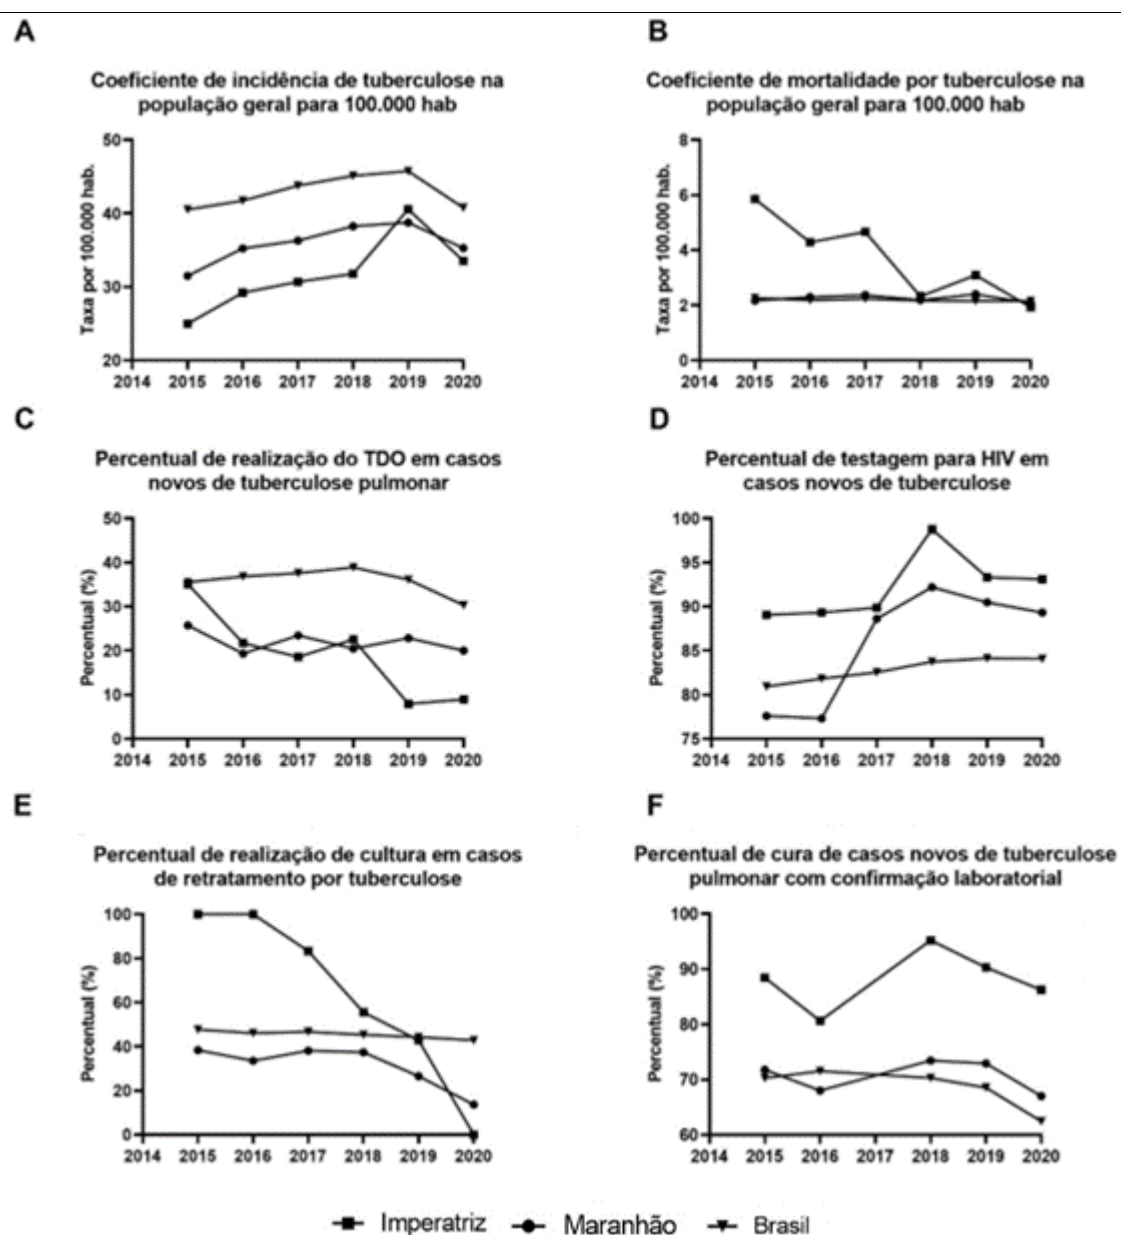 A
Coeficiente de incidência de tuberculose na
população geral para 100.000 hab
Taxa por 100.000 hab.
50
40
30
20
2014 2015 2016 2017 2018 2019 2020
B
Coeficiente de mortalidade por tuberculose na
população geral para 100.000 hab
Taxa por 100.000 hab.
8
6
4
2
0
2014 2015 2016 2017 2018 2019 2020
C
Percentual de realização do TDO em casos
novos de tuberculose pulmonar
Percentual (%)
50
40
30
20
10
0
2014 2015 2016 2017 2018 2019 2020
D
Percentual de testagem para HIV em
casos novos de tuberculose
Percentual (%)
100
95
90
85
80
75
2014 2015 2016 2017 2018 2019 2020
E
Percentual de realização de cultura em casos
de retratamento por tuberculose
Percentual (%)
100
80
60
40
20
0
2014 2015 2016 2017 2018 2019 2020
F
Percentual de cura de casos novos de tuberculose
pulmonar com confirmação laboratorial
Percentual (%)
100
90
80
70
60
2014 2015 2016 2017 2018 2019 2020
Imperatriz Maranhão Brasil